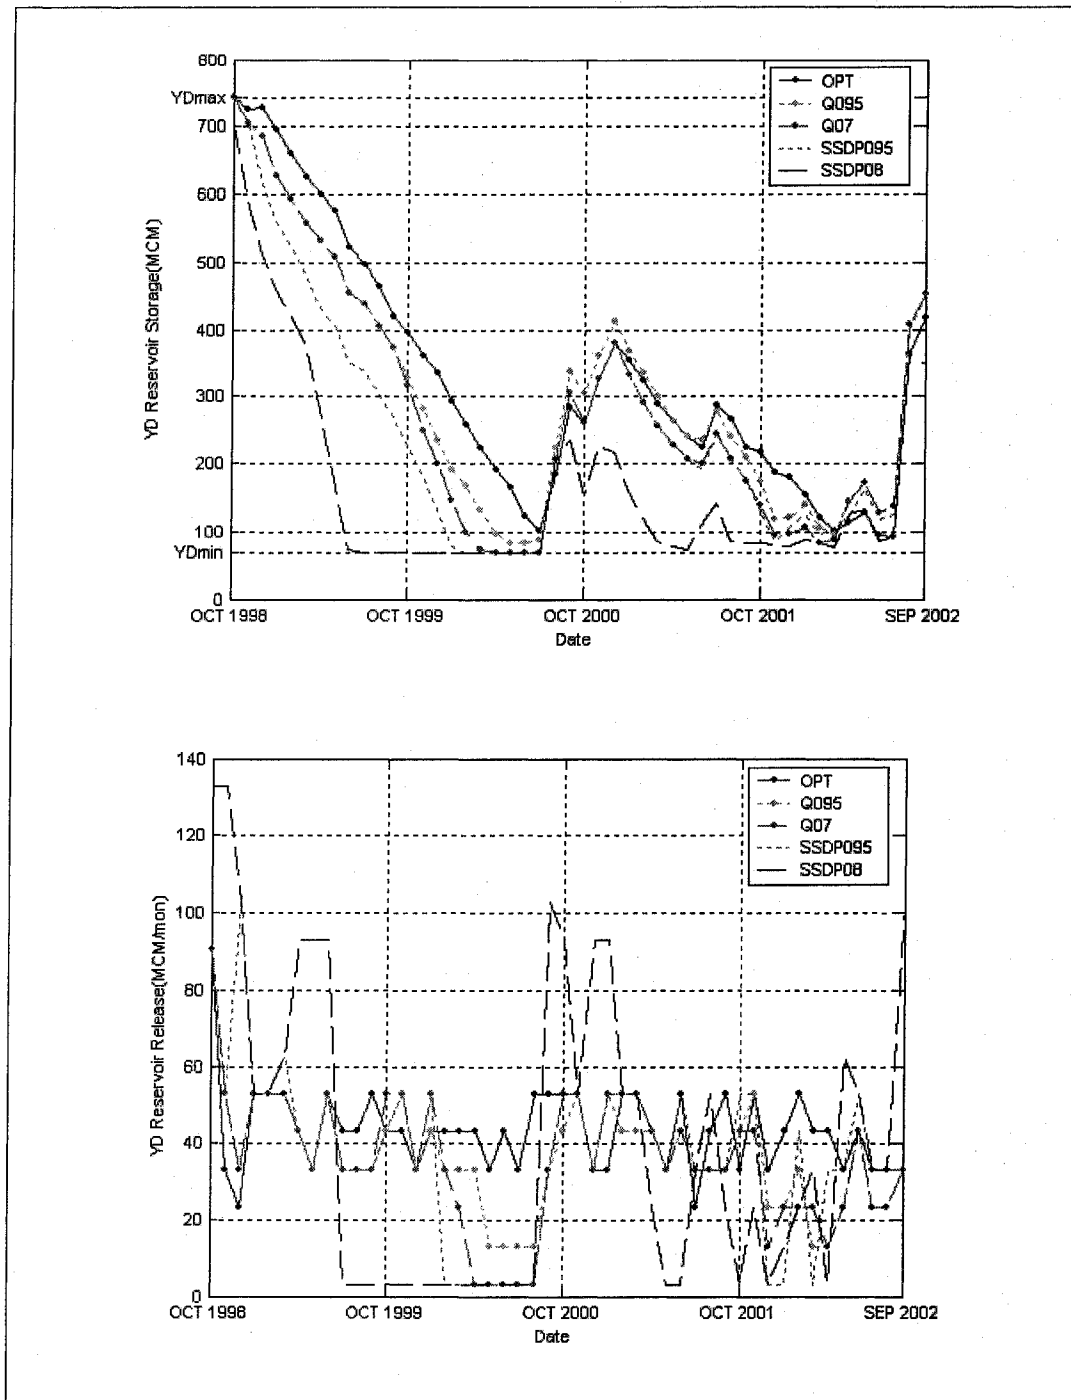 800
YDmax
700
600
500
400
300
200
100
YDmin
0
YD Reservoir Storage(MCM)
OPT
Q095
Q07
SSDP095
SSDP08
OCT 1998
OCT 1999
OCT 2000
OCT 2001
SEP 2002
Date
140
120
100
80
60
40
20
0
YD Reservoir Release(MCM/mon)
OPT
Q095
Q07
SSDP095
SSDP08
OCT 1998
OCT 1999
OCT 2000
OCT 2001
SEP 2002
Date